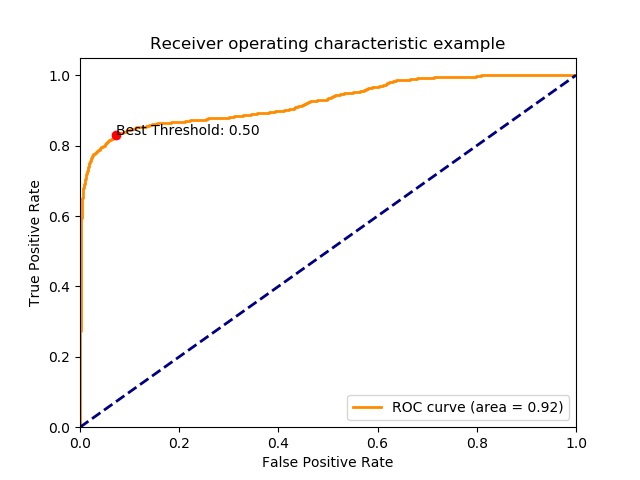 Receiver operating characteristic example
True Positive Rate
1.0
0.8
0.6
0.4
0.2
0.0
Best Threshold: 0.50
ROC curve (area = 0.92)
0.0 0.2 0.4 0.6 0.8 1.0
False Positive Rate